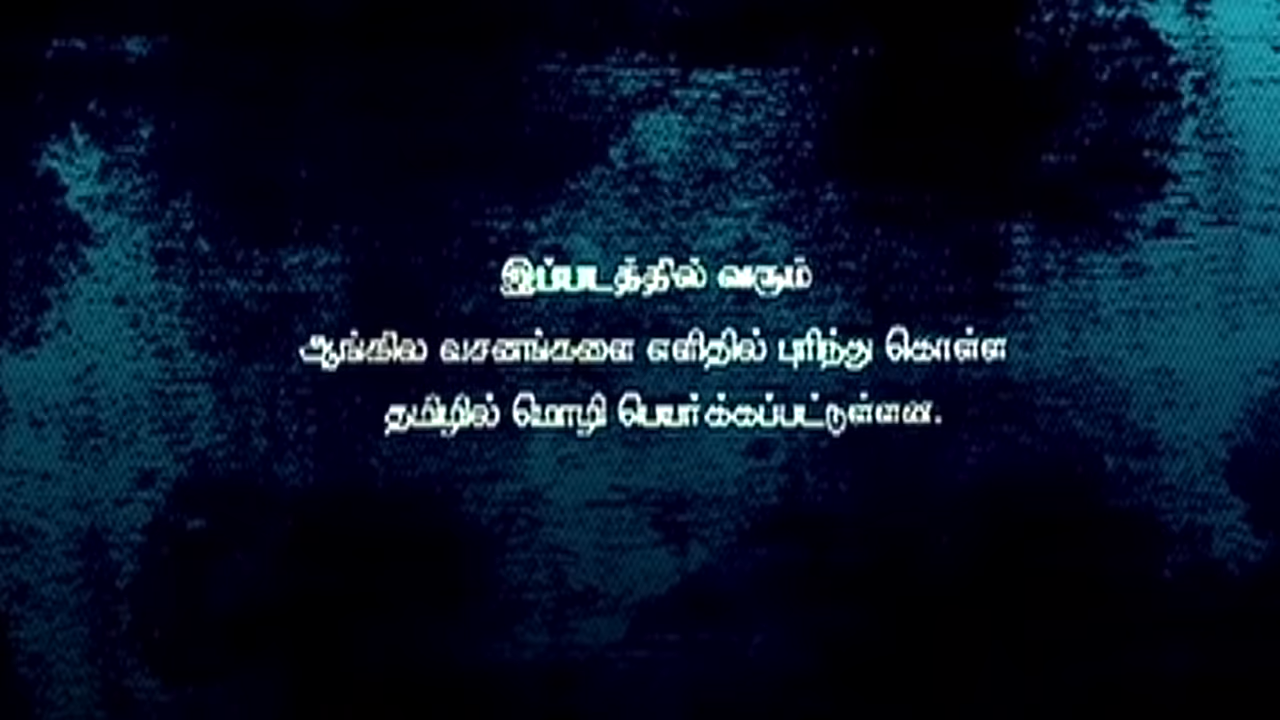 இப்படத்தில் வரும்
ஆங்கில வசனங்களை எளிதில் புரிந்து கொள்ள
தமிழில் மொழி பெயர்க்கப்பட்டுள்ளன.